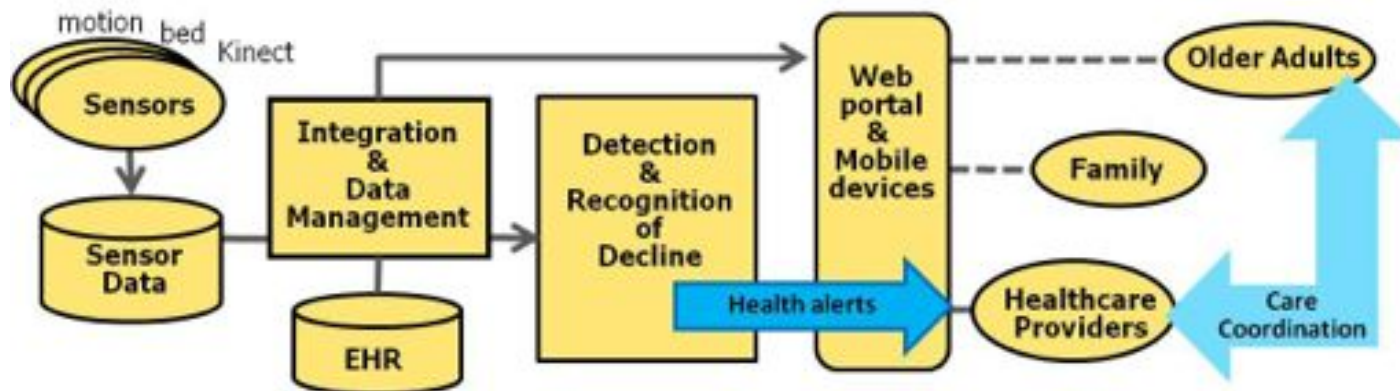 motion
bed
Kinect
Sensors
Sensor
Data
Integration
&
Data
Management
EHR
Detection
&
Recognition
of
Decline
Health alerts
Web
portal
&
Mobile
devices
Older Adults
Family
Healthcare
Providers
Care
Coordination